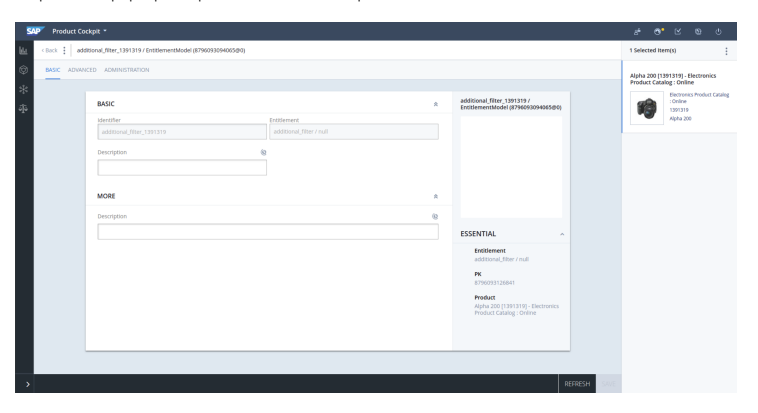 SAP Product Cockpit
Back additional_filter_1391319 / EntitlementModel (8796093094065@0)
BASIC ADVANCED ADMINISTRATION
BASIC
Identifier Entitlement
additional_filter_1391319 additional_filter / null
Description
MORE
Description
additional_filter_1391319 /
EntitlementModel (8796093094065@0)
ESSENTIAL
Entitlement
additional_filter / null
PK
8796093126841
Product
Alpha 200 [1391319] - Electronics
Product Catalog : Online
1 Selected Item(s)
Alpha 200 [1391319] - Electronics
Product Catalog : Online
Electronics Product Catalog
: Online
1391319
Alpha 200
REFRESH SAVE